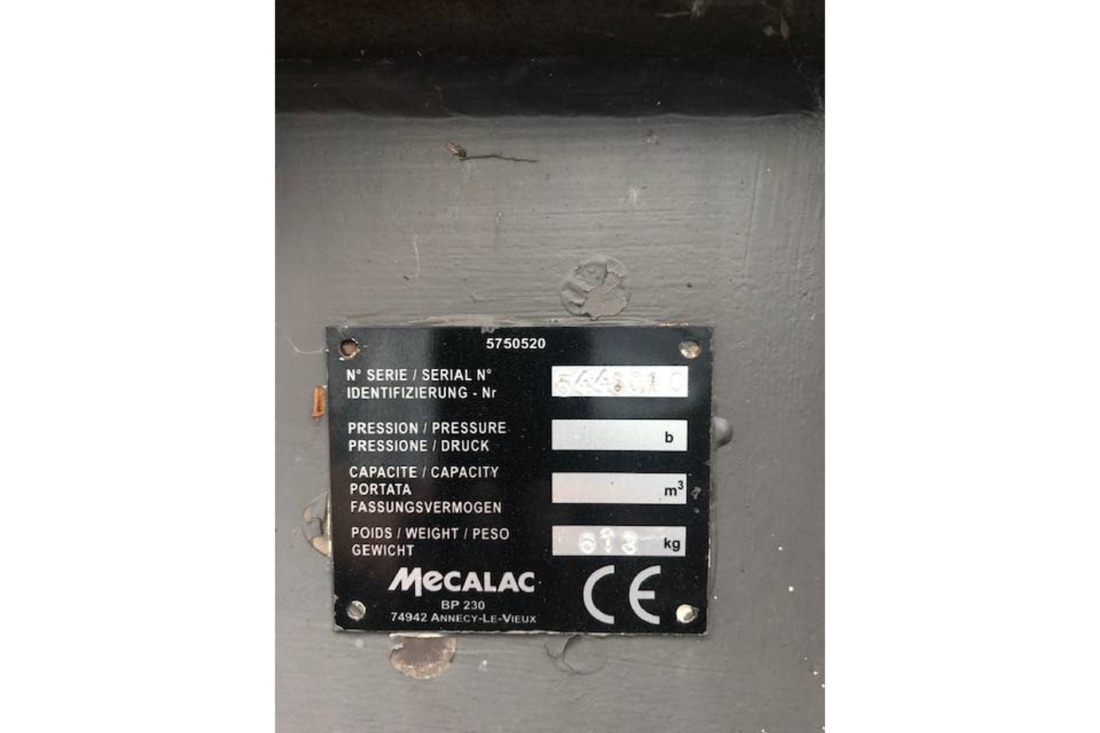 5750520
N° SERIE / SERIAL N°
IDENTIFIZIERUNG - Nr
PRESSION / PRESSURE
PRESSIONE / DRUCK
b
CAPACITE / CAPACITY
PORTATA
FASSUNGSVERMOGEN
m³
POIDS / WEIGHT / PESO
GEWICHT
kg
MECALAC
BP 230
74942 ANNECY-LE-VIEUX
CE